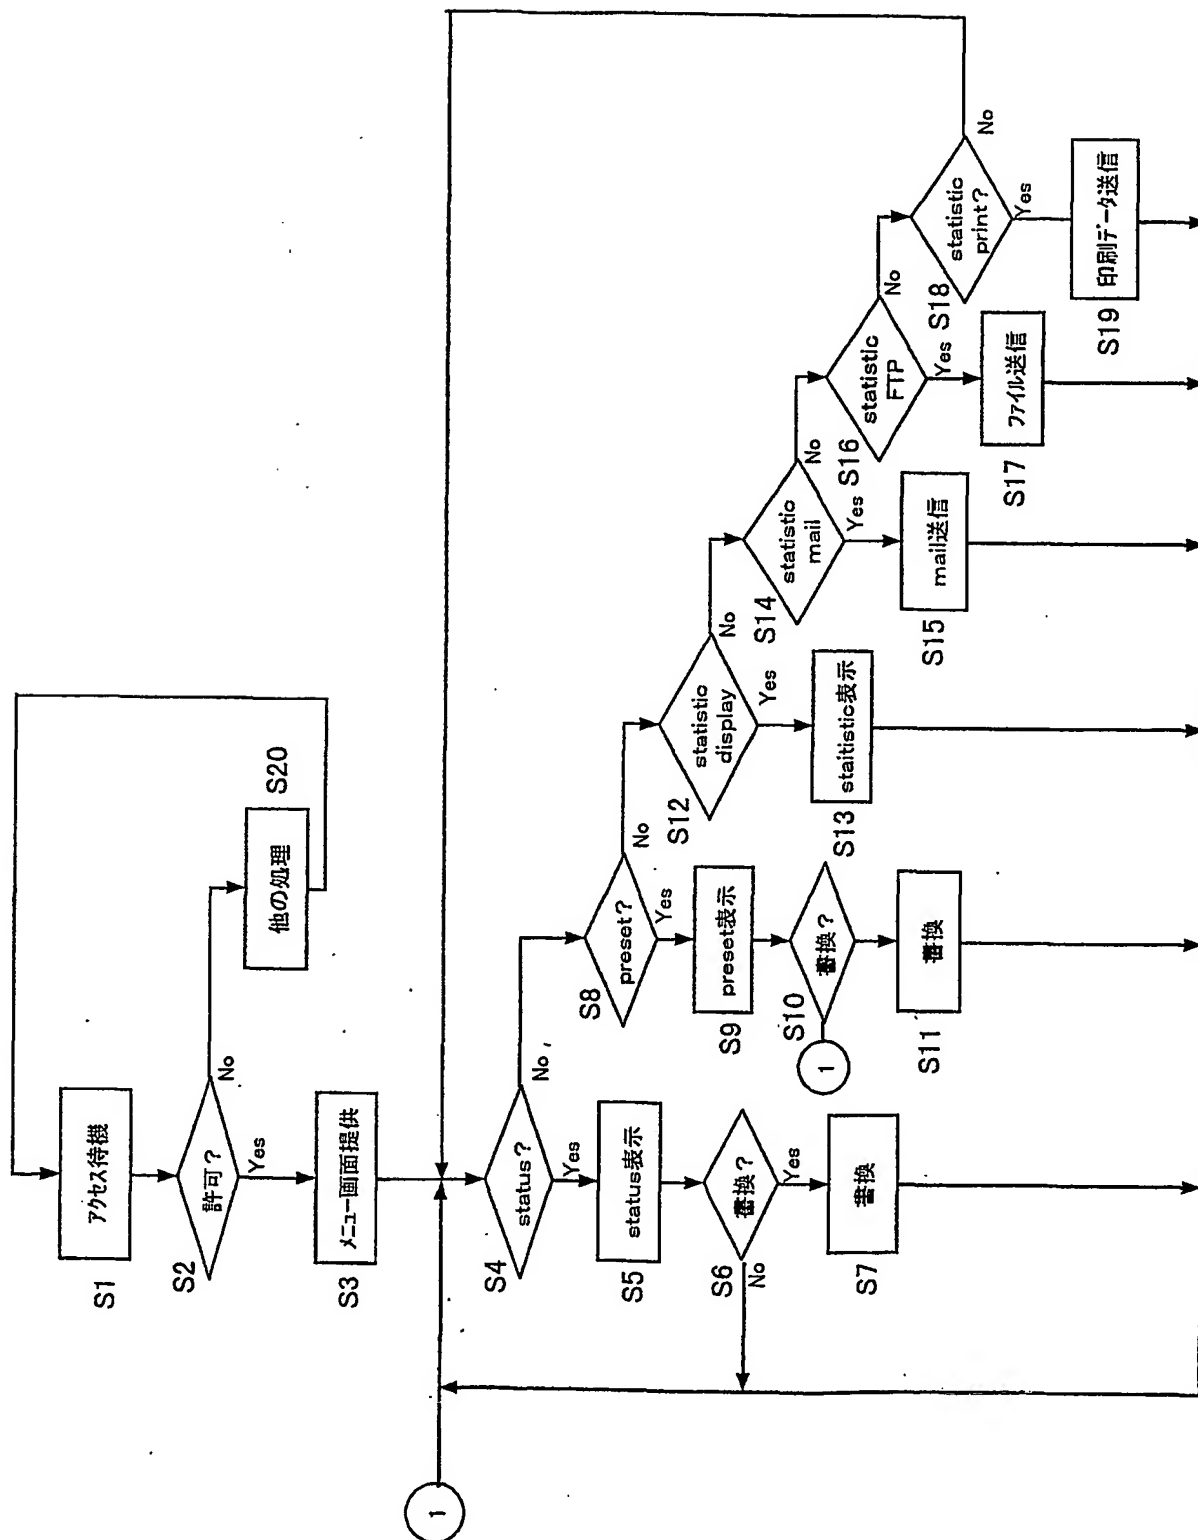 アクセス待機
S1
許可?
S2
No
Yes
他の処理
S20
メニュー画面提供
S3
1
status?
S4
No
Yes
status表示
S5
書換?
S6
No
Yes
書換
S7
preset?
S8
No
Yes
preset表示
S9
書換?
S10
1
書換
S11
statistic
display
S12
No
Yes
staitistic表示
S13
statistic
mail
S14
No
Yes
mail送信
S15
statistic
FTP
S16
No
Yes
ファイル送信
S17
statistic
print?
S18
No
Yes
印刷データ送信
S19